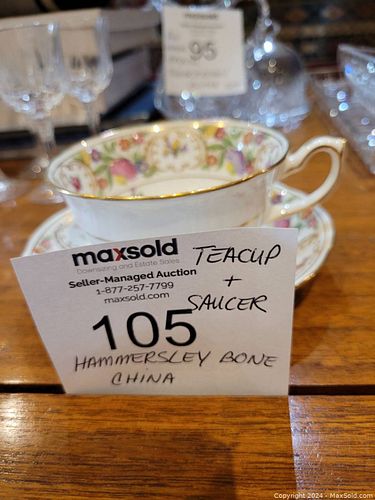 maxsold
95
maxsold
Downsizing and Estate Sales
Seller-Managed Auction
1-877-257-7799
maxsold.com
TEACUP
+
SAUCER
105
HAMMERSLEY BONE
CHINA
Copyright 2024 - MaxSold.com